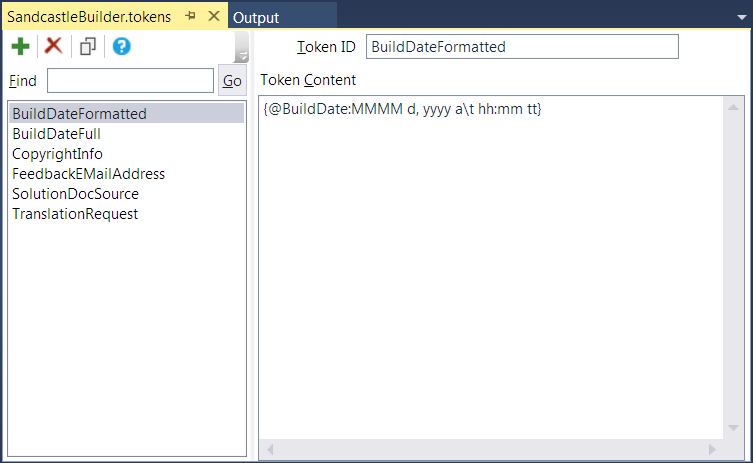 SandcastleBuilder.tokens
Output
Token ID
BuildDateFormatted
Find
Go
Token Content
BuildDateFormatted
BuildDateFull
CopyrightInfo
FeedbackEMailAddress
SolutionDocSource
TranslationRequest
{@BuildDate:MMMM d, yyyy a\t hh:mm tt}